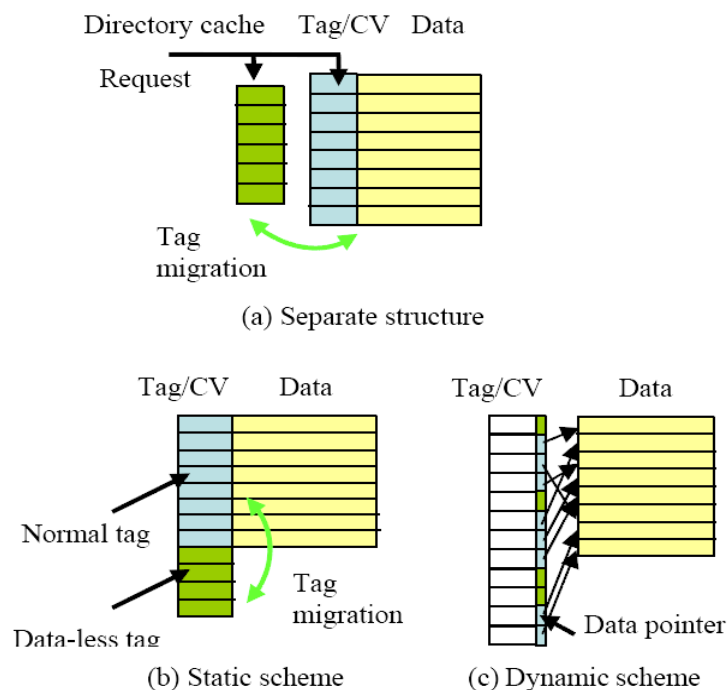 Directory cache Tag/CV Data
Request
Tag
migration
(a) Separate structure
Tag/CV Data
Normal tag
Tag
migration
Data-less tag
(b) Static scheme
Tag/CV Data
Data pointer
(c) Dynamic scheme